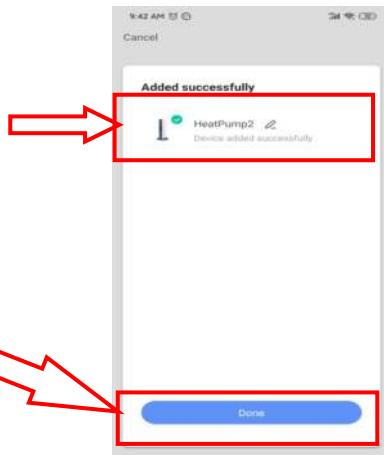 9:42 AM
Cancel
Added successfully
HeatPump2
Device added successfully
Done